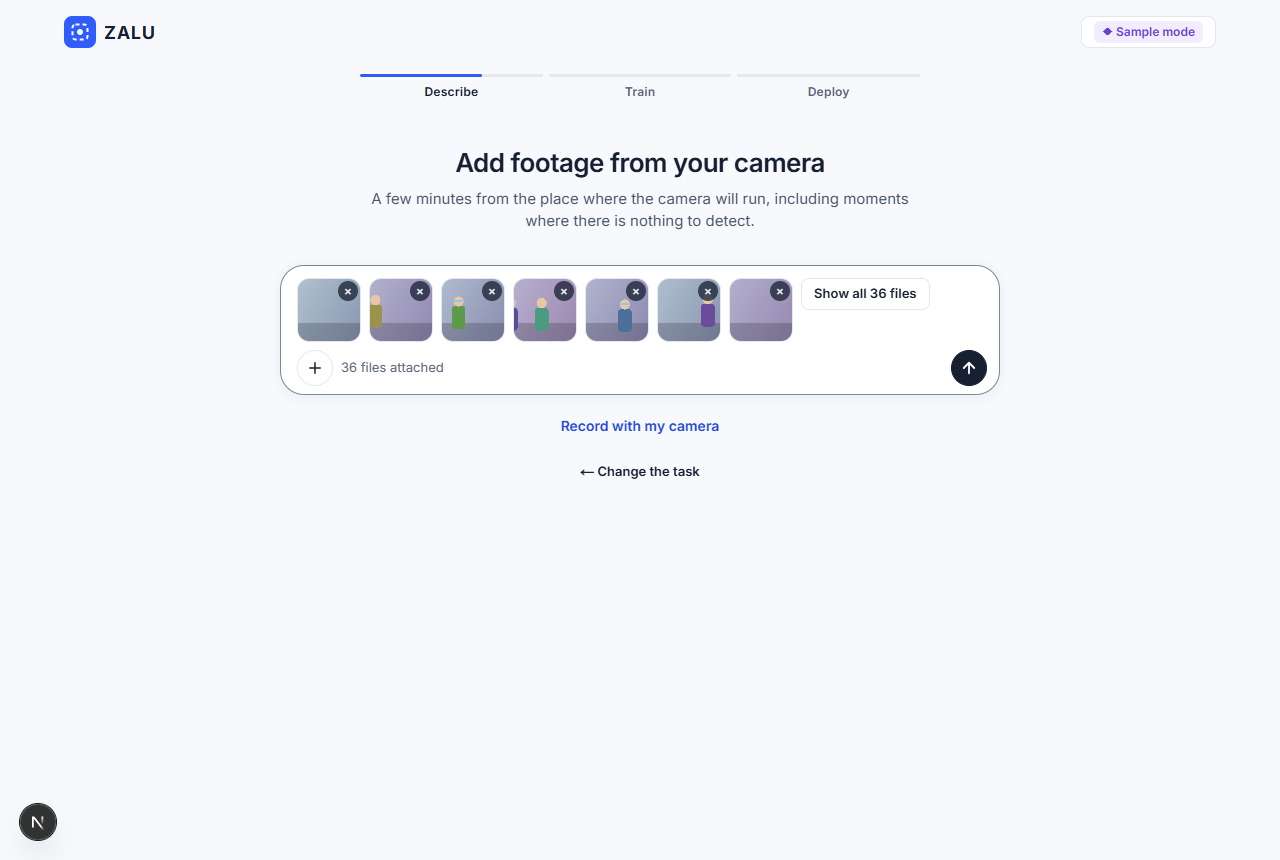 ZALU
Sample mode
Describe
Train
Deploy
Add footage from your camera
A few minutes from the place where the camera will run, including moments
where there is nothing to detect.
Show all 36 files
36 files attached
Record with my camera
← Change the task
N